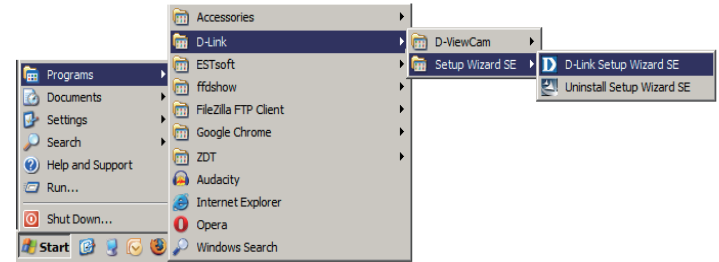 Programs
Documents
Settings
Search
Help and Support
Run...
Shut Down...
Start
Accessories
D-Link
ESTsoft
ffdshow
FileZilla FTP Client
Google Chrome
ZDT
Audacity
Internet Explorer
Opera
Windows Search
D-ViewCam
Setup Wizard SE
D-Link Setup Wizard SE
Uninstall Setup Wizard SE